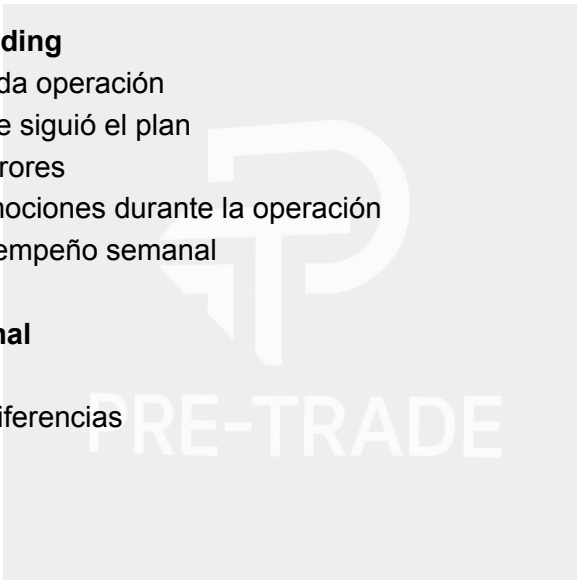 ding
da operación
e siguió el plan
rores
nociones durante la operación
empeño semanal
nal
iferencias
PRE-TRADE